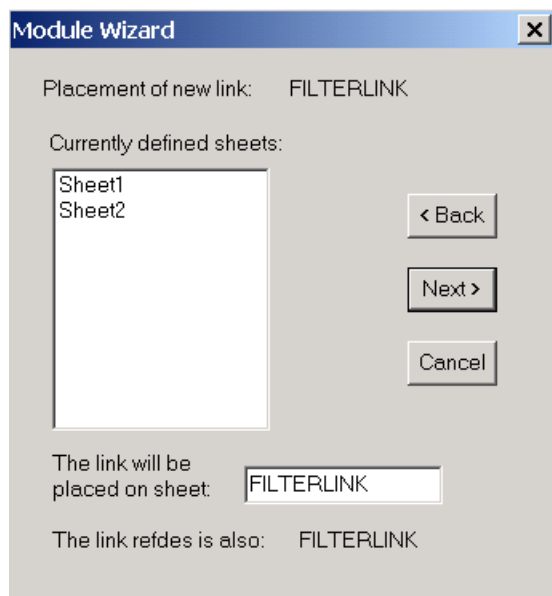 Module Wizard
Placement of new link: FILTERLINK
Currently defined sheets:
Sheet1
Sheet2
< Back
Next >
Cancel
The link will be
placed on sheet: FILTERLINK
The link refdes is also: FILTERLINK